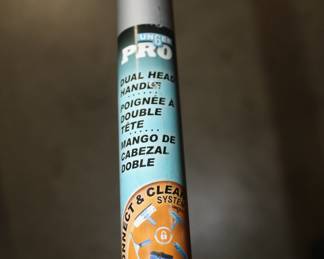 UNGER
PRO
DUAL HEAD
HANDLE
POIGNÉE À
DOUBLE
TÊTE
MANGO DE
CABEZAL
DOBLE
CONNECT & CLEAN
SYSTEM